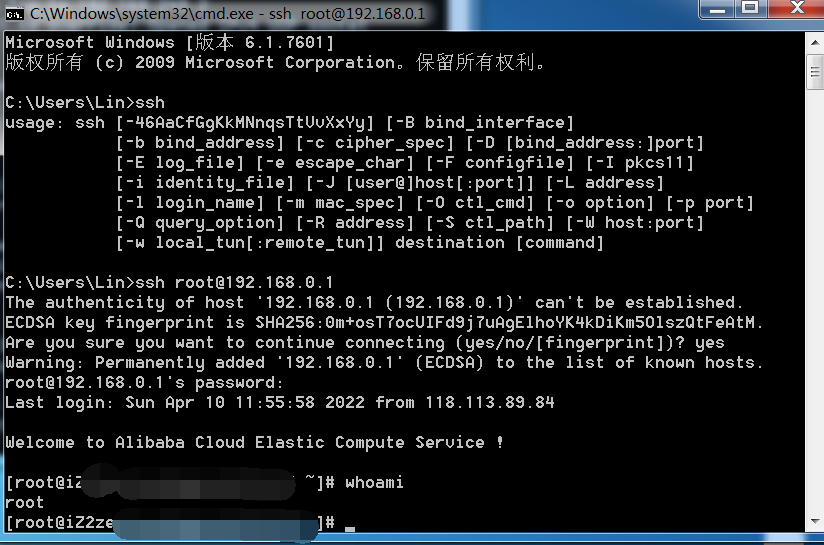 C:\Windows\system32\cmd.exe - ssh root@192.168.0.1
Microsoft Windows [版本 6.1.7601]
版权所有 (c) 2009 Microsoft Corporation。保留所有权利。
C:\Users\Lin>ssh
usage: ssh [-46AaCfGgKkMNnqsTtVvXxYy] [-B bind_interface]
[-b bind_address] [-c cipher_spec] [-D [bind_address:]port]
[-E log_file] [-e escape_char] [-F configfile] [-I pkcs11]
[-i identity_file] [-J [user@]host[:port]] [-L address]
[-l login_name] [-m mac_spec] [-O ctl_cmd] [-o option] [-p port]
[-Q query_option] [-R address] [-S ctl_path] [-W host:port]
[-w local_tun[:remote_tun]] destination [command]
C:\Users\Lin>ssh root@192.168.0.1
The authenticity of host '192.168.0.1 (192.168.0.1)' can't be established.
ECDSA key fingerprint is SHA256:0m+osT7ocUIFd9j7uAgElhoYK4kDiKm5OlszQtFeAtM.
Are you sure you want to continue connecting (yes/no/[fingerprint])? yes
Warning: Permanently added '192.168.0.1' (ECDSA) to the list of known hosts.
root@192.168.0.1's password:
Last login: Sun Apr 10 11:55:58 2022 from 118.113.89.84
Welcome to Alibaba Cloud Elastic Compute Service !
[root@iZ ~]# whoami
root
[root@iZ2ze ]#